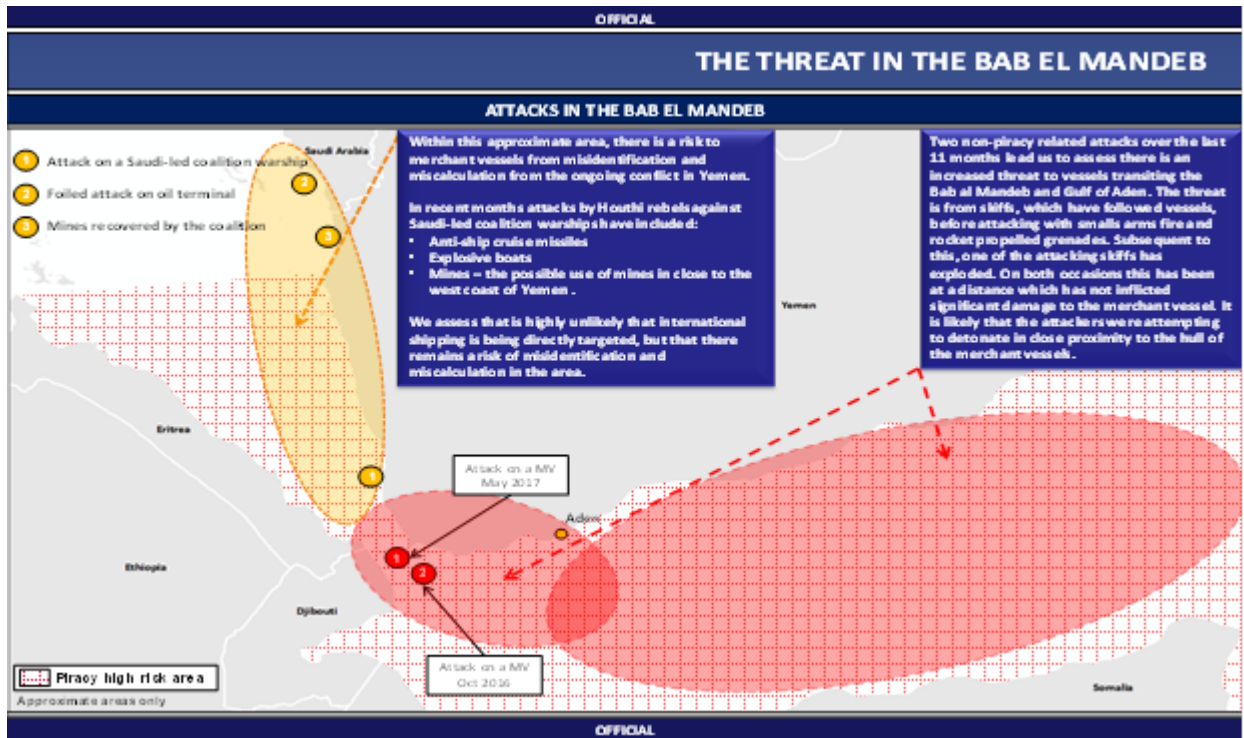 OFFICIAL
THE THREAT IN THE BAB EL MANDEB
ATTACKS IN THE BAB EL MANDEB
1 Attack on a Saudi-led coalition warship
2 Foiled attack on oil terminal
3 Mines recovered by the coalition
Saudi Arabia
2
3
1
Within this approximate area, there is a risk to
merchant vessels from misidentification and
miscalculation from the ongoing conflict in Yemen.
In recent months attacks by Houthi rebels against
Saudi-led coalition warships have included:
• Anti-ship cruise missiles
• Explosive boats
• Mines – the possible use of mines in close to the
west coast of Yemen .
We assess that is highly unlikely that international
shipping is being directly targeted, but that there
remains a risk of misidentification and
miscalculation in the area.
Two non-piracy related attacks over the last
11 months lead us to assess there is an
increased threat to vessels transiting the
Bab al Mandeb and Gulf of Aden. The threat
is from skiffs, which have followed vessels,
before attacking with smalls arms fire and
rocket propelled grenades. Subsequent to
this, one of the attacking skiffs has
exploded. On both occasions this has been
at a distance which has not inflicted
significant damage to the merchant vessel. It
is likely that the attackers were attempting
to detonate in close proximity to the hull of
the merchant vessels.
Yemen
Eritrea
Attack on a MV
May 2017
Aden
1
2
Ethiopia
Djibouti
Attack on a MV
Oct 2016
Somalia
Piracy high risk area
Approximate areas only
OFFICIAL